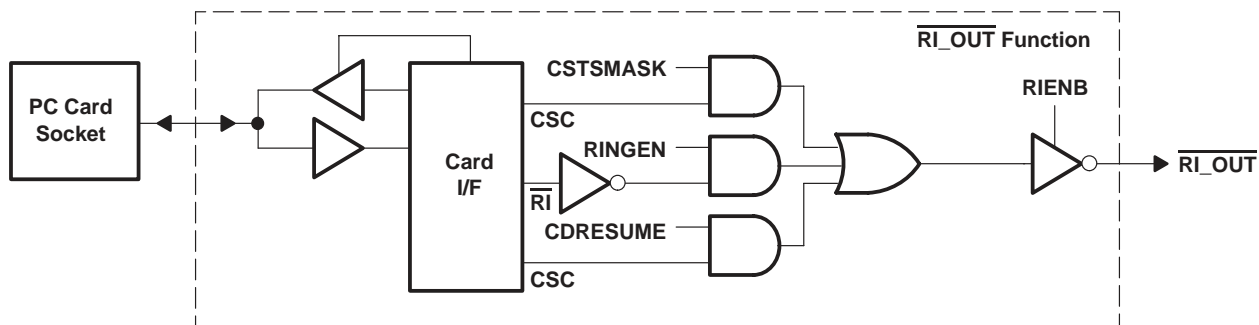 RI_OUT Function
CSTSMASK
RIENB
PC Card
Socket
CSC
RINGEN
Card
I/F
RI_OUT
RI
CDRESUME
CSC